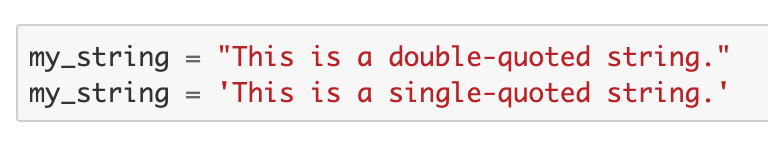 my_string = "This is a double-quoted string."
my_string = 'This is a single-quoted string.'